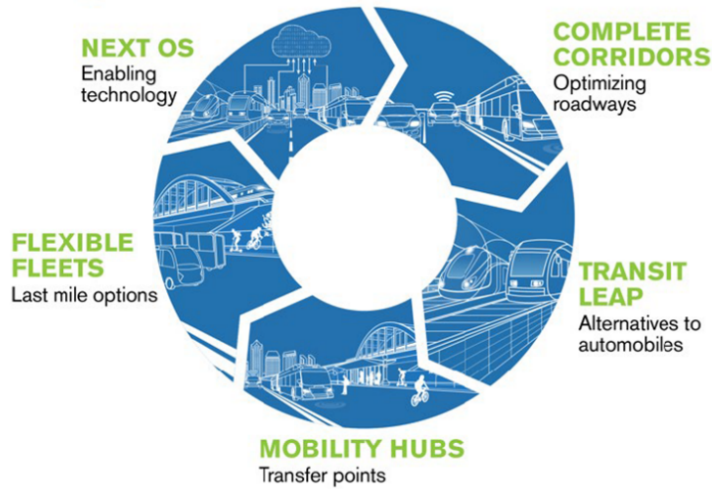 NEXT OS
Enabling
technology
COMPLETE
CORRIDORS
Optimizing
roadways
FLEXIBLE
FLEETS
Last mile options
TRANSIT
LEAP
Alternatives to
automobiles
MOBILITY HUBS
Transfer points